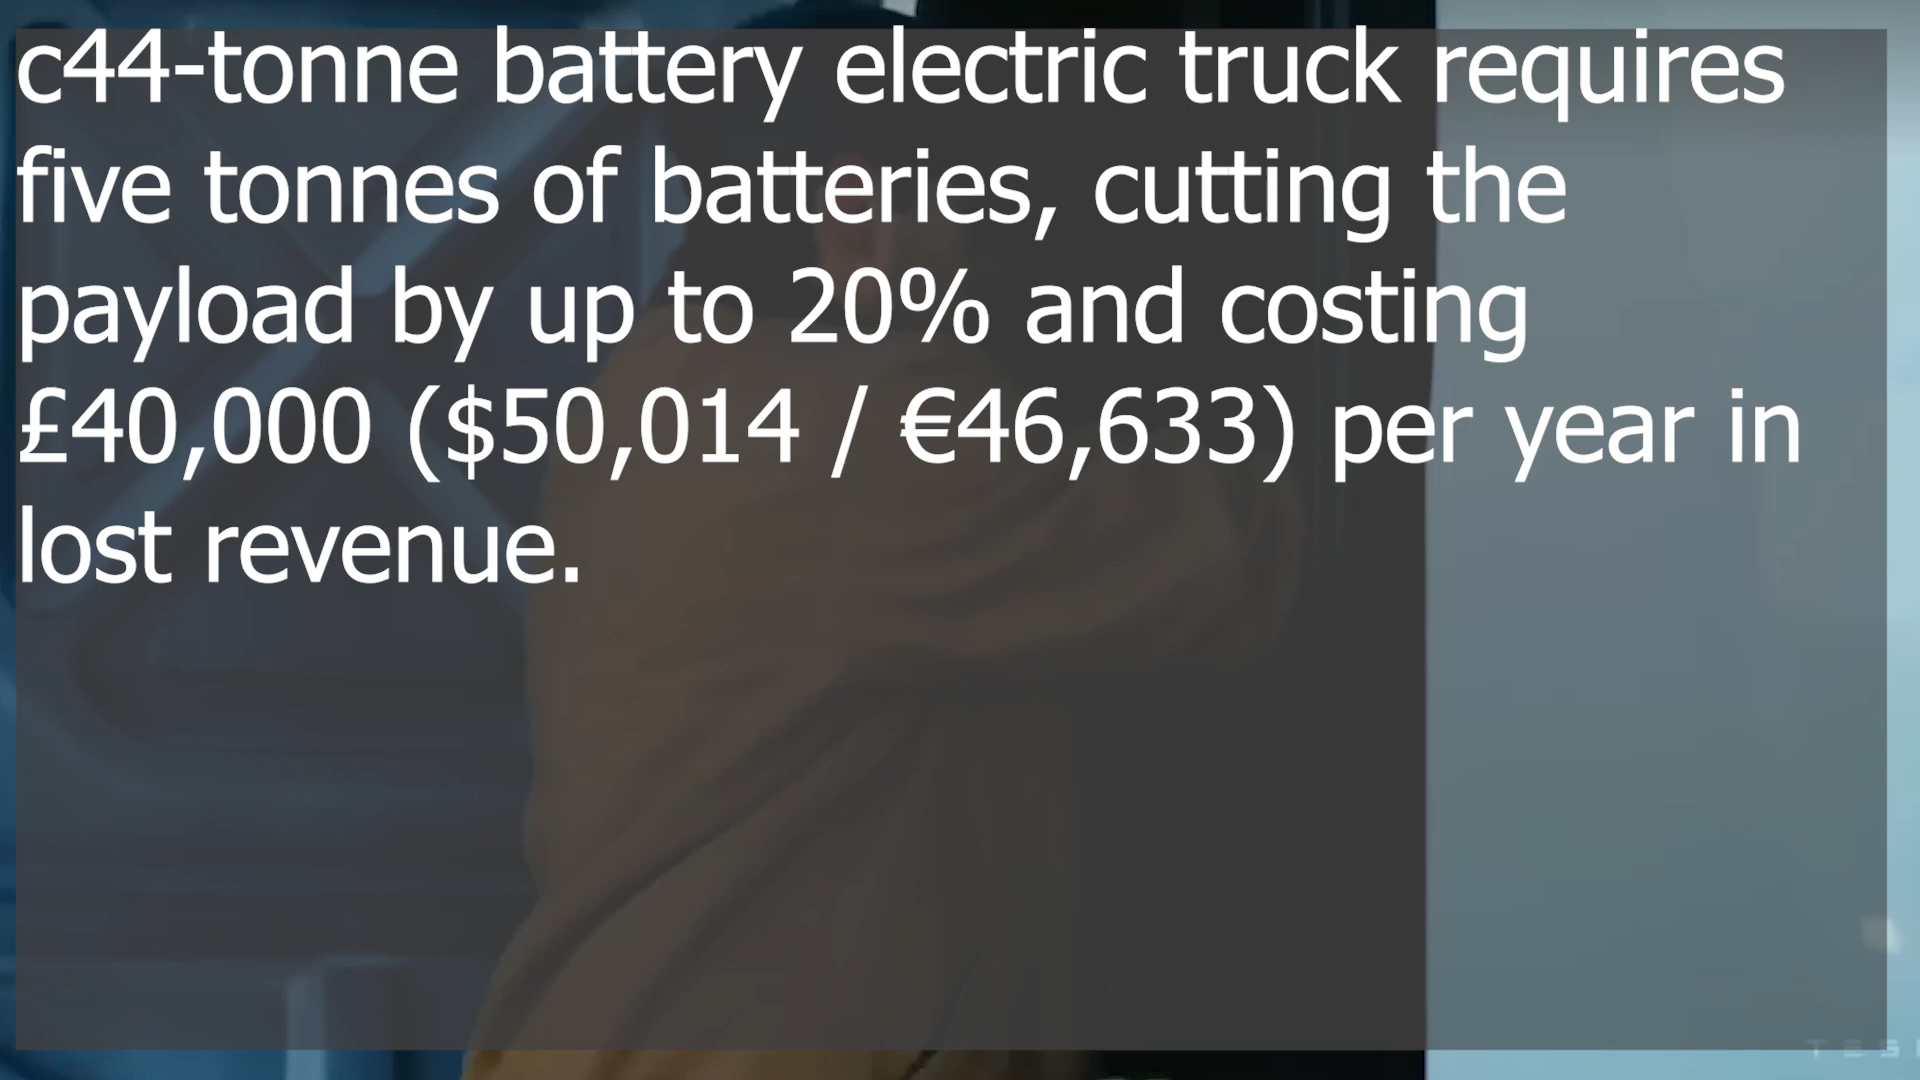 c44-tonne battery electric truck requires
five tonnes of batteries, cutting the
payload by up to 20% and costing
£40,000 ($50,014 / €46,633) per year in
lost revenue.
T E S